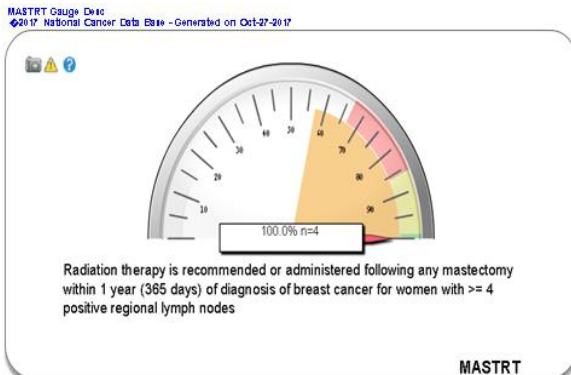 MASTRT Gauge Desc
�2017 National Cancer Data Base - Generated on Oct-27-2017
10
20
30
40
50
60
70
80
90
100.0% n=4
Radiation therapy is recommended or administered following any mastectomy
within 1 year (365 days) of diagnosis of breast cancer for women with >= 4
positive regional lymph nodes
MASTRT